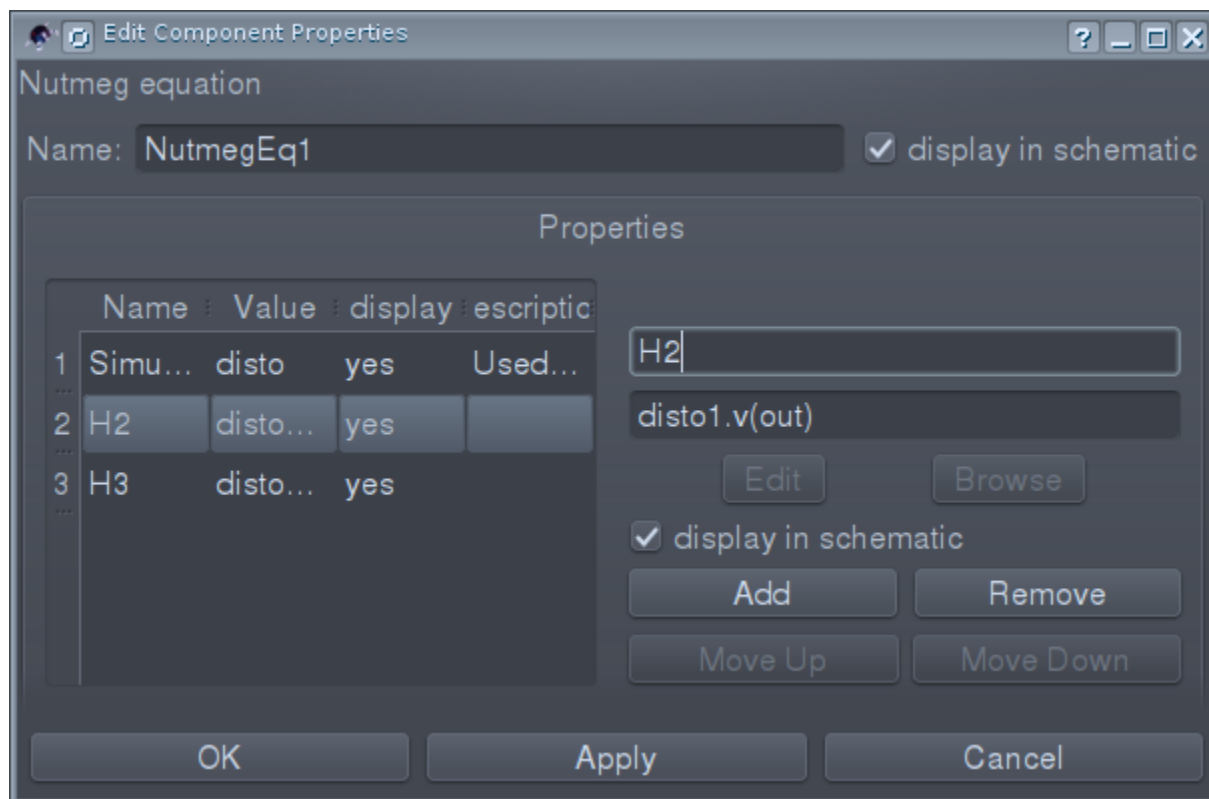 Edit Component Properties
Nutmeg equation
Name: NutmegEq1 display in schematic
Properties
Name Value display escriptic
1 Simu... disto yes Used...
2 H2 disto... yes
3 H3 disto... yes
H2
disto1.v(out)
Edit Browse
display in schematic
Add Remove
Move Up Move Down
OK Apply Cancel